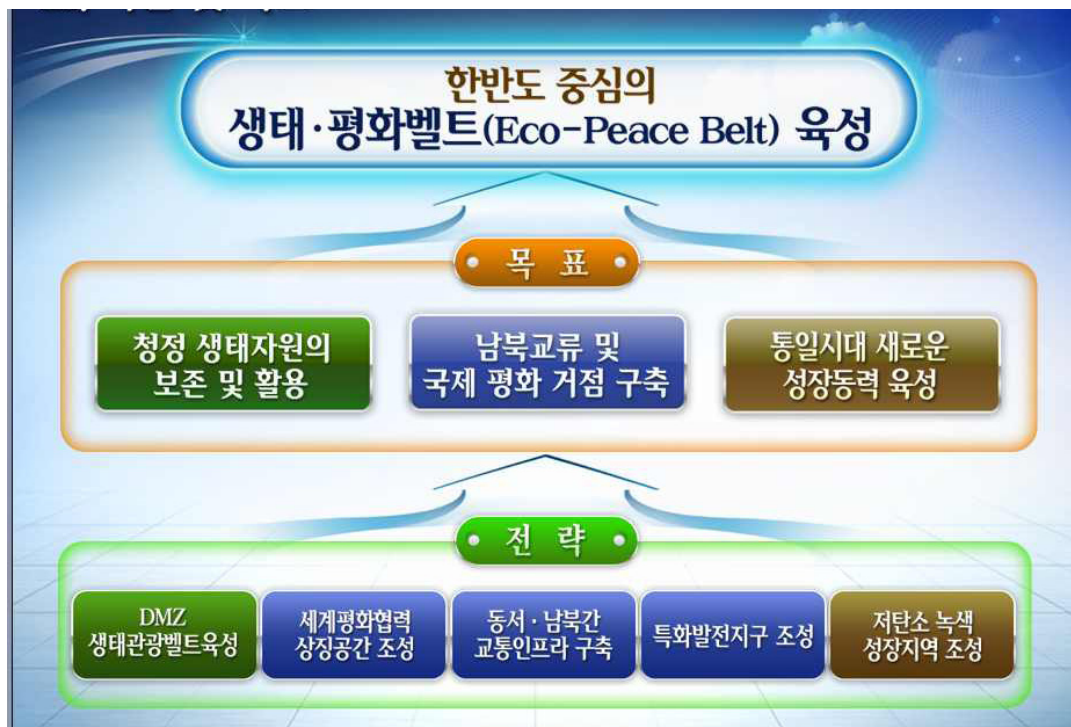 한반도 중심의
생태·평화벨트(Eco-Peace Belt) 육성
목 표
청정 생태자원의
보존 및 활용
남북교류 및
국제 평화 거점 구축
통일시대 새로운
성장동력 육성
전 략
DMZ
생태관광벨트육성
세계평화협력
상징공간 조성
동서·남북간
교통인프라 구축
특화발전지구 조성
저탄소 녹색
성장지역 조성